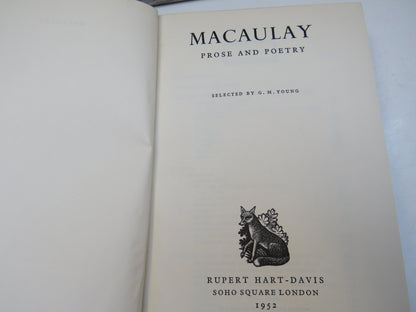 MACAULAY
PROSE AND POETRY
SELECTED BY G. M. YOUNG
RUPERT HART-DAVIS
SOHO SQUARE LONDON
1952